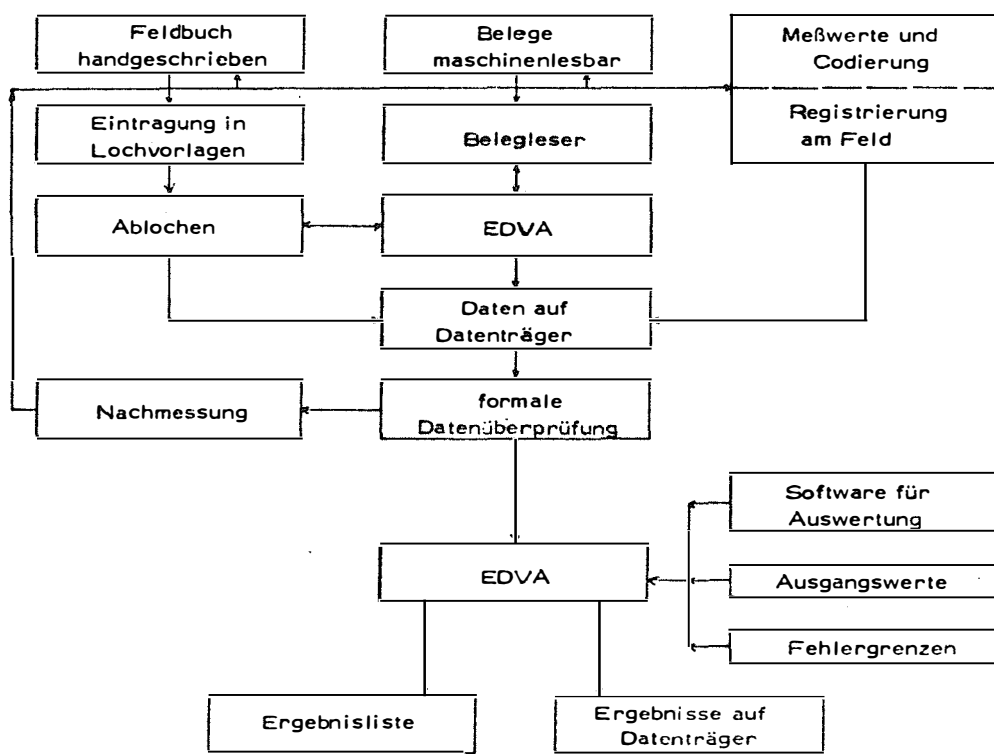 Feldbuch
handgeschrieben
Belege
maschinenlesbar
Meßwerte und
Codierung
Registrierung
am Feld
Eintragung in
Lochvorlagen
Belegleser
Ablochen
EDVA
Daten auf
Datenträger
Nachmessung
formale
Datenüberprüfung
Software für
Auswertung
EDVA
Ausgangswerte
Fehlergrenzen
Ergebnisliste
Ergebnisse auf
Datenträger